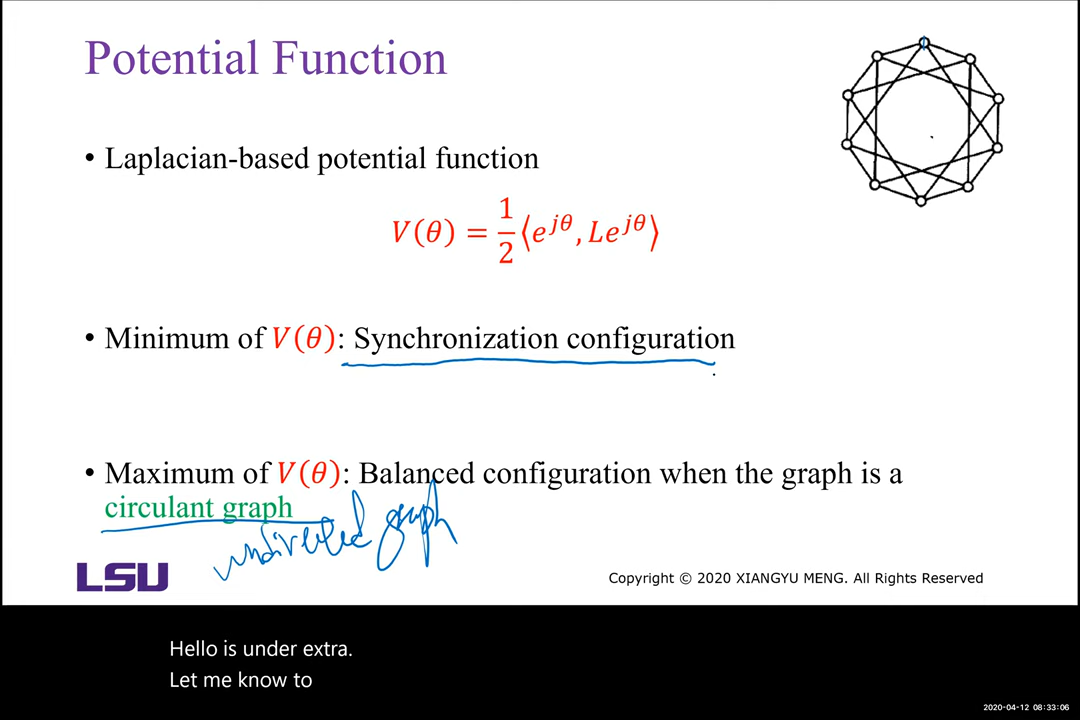 Potential Function
• Laplacian-based potential function
V(θ) = 1/2 ⟨e^{jθ}, Le^{jθ}⟩
• Minimum of V(θ): Synchronization configuration
• Maximum of V(θ): Balanced configuration when the graph is a
circulant graph
undirected graph
LSU
Copyright © 2020 XIANGYU MENG. All Rights Reserved
Hello is under extra.
Let me know to
2020-04-12 08:33:06